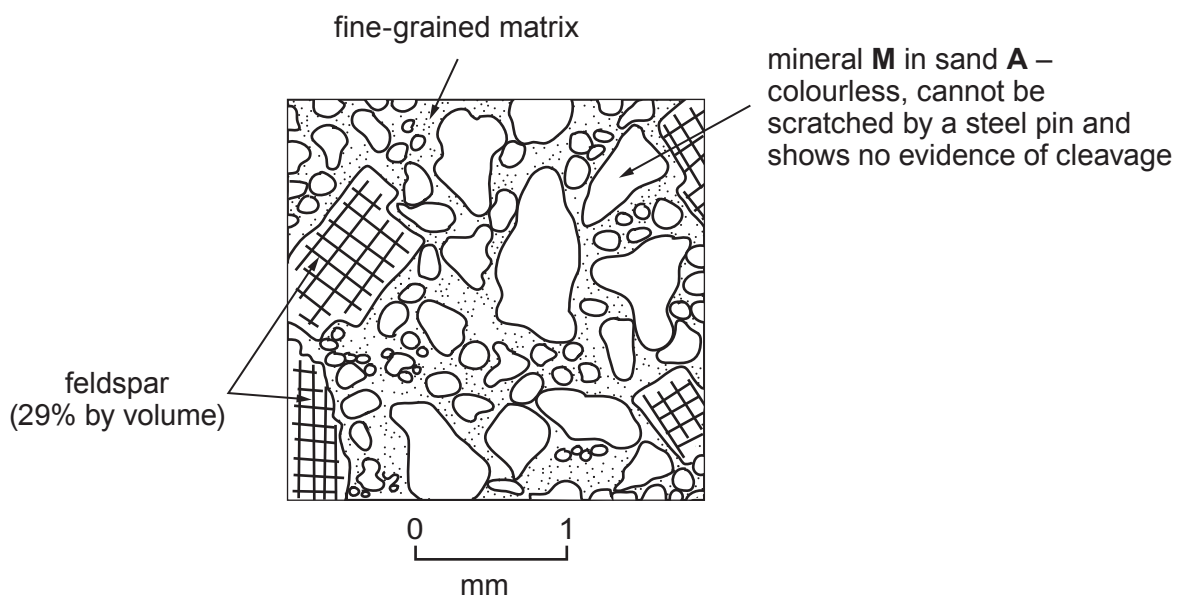 fine-grained matrix
mineral M in sand A –
colourless, cannot be
scratched by a steel pin and
shows no evidence of cleavage
feldspar
(29% by volume)
0 1
mm